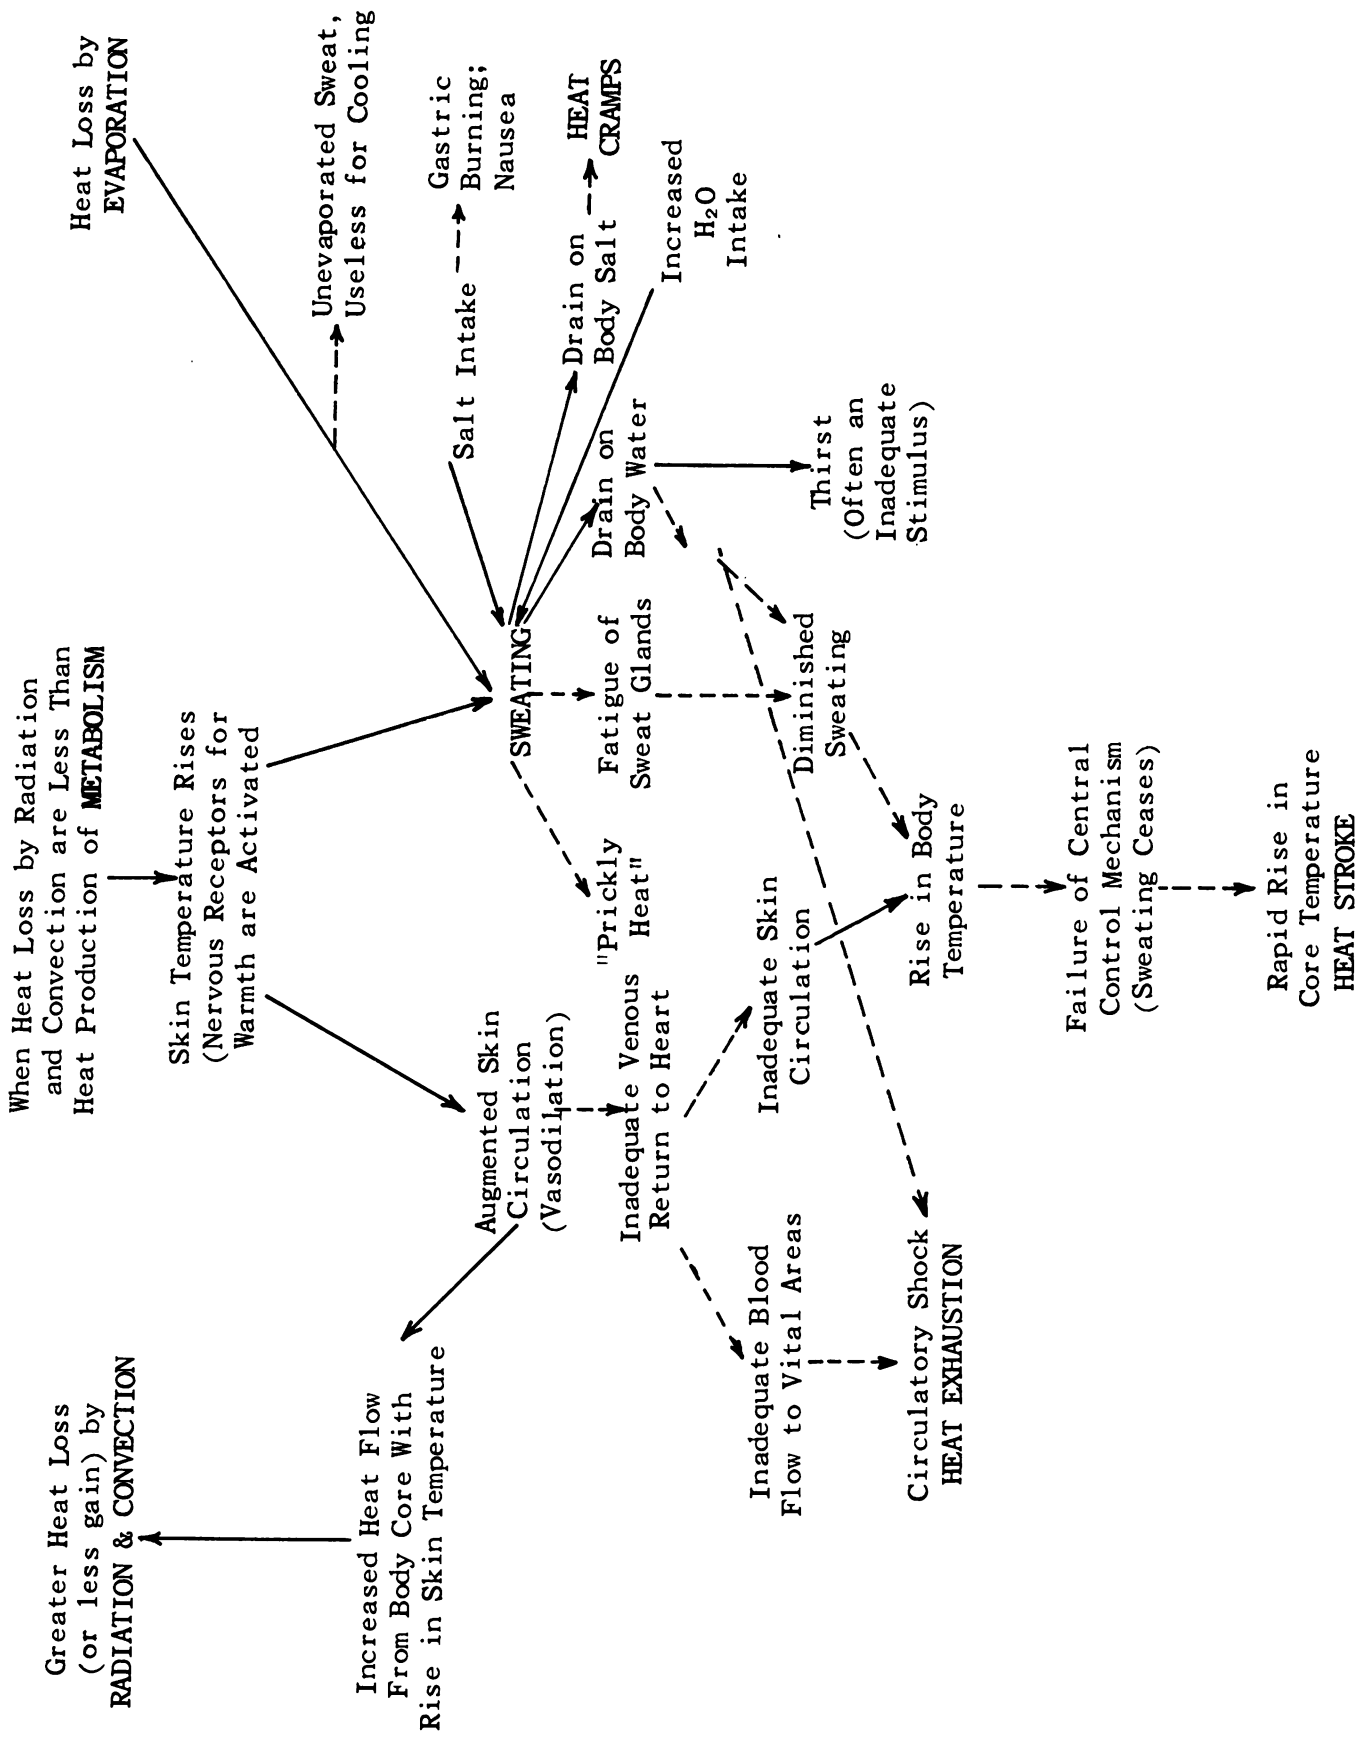 When Heat Loss by Radiation
and Convection are Less Than
Heat Production of METABOLISM
Greater Heat Loss
(or less gain) by
RADIATION & CONVECTION
Heat Loss by
EVAPORATION
Skin Temperature Rises
(Nervous Receptors for
Warmth are Activated
Unevaporated Sweat,
Useless for Cooling
Increased Heat Flow
From Body Core With
Rise in Skin Temperature
Augmented Skin
Circulation
(Vasodilation)
SWEATING
Salt Intake
Gastric
Burning;
Nausea
Drain on
Body Salt
HEAT
CRAMPS
Inadequate Venous
Return to Heart
"Prickly
Heat"
Fatigue of
Sweat Glands
Drain on
Body Water
Increased
H₂O
Intake
Inadequate Blood
Flow to Vital Areas
Inadequate Skin
Circulation
Diminished
Sweating
Thirst
(Often an
Inadequate
Stimulus)
Circulatory Shock
HEAT EXHAUSTION
Rise in Body
Temperature
Failure of Central
Control Mechanism
(Sweating Ceases)
Rapid Rise in
Core Temperature
HEAT STROKE